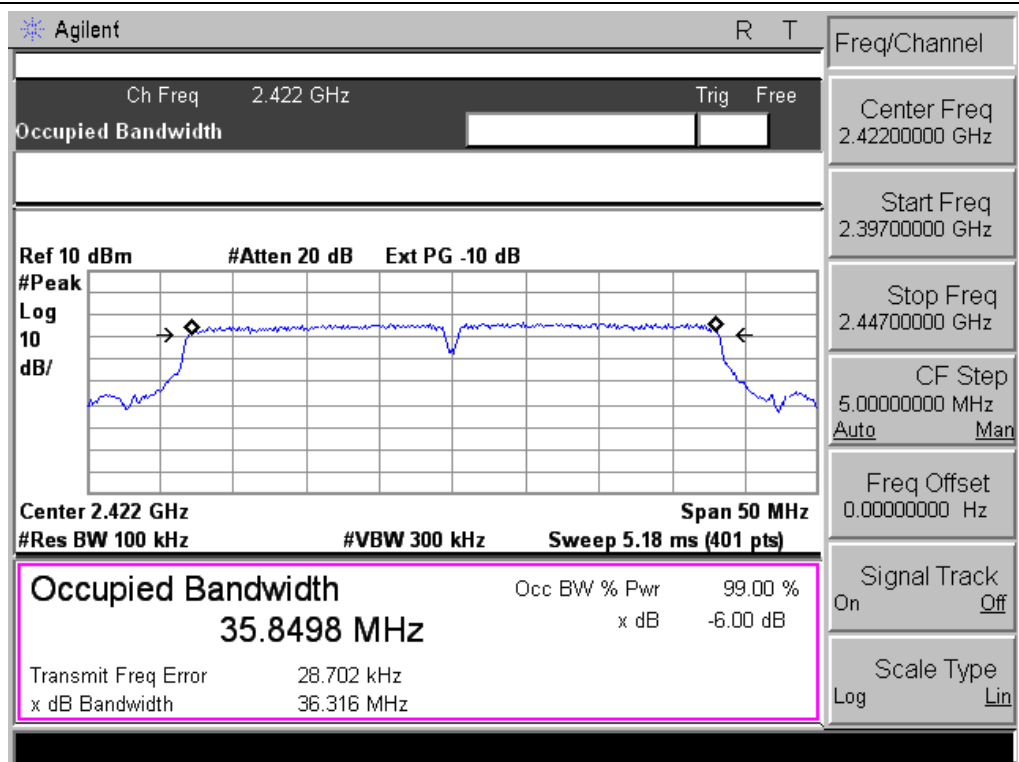 Agilent R T
Ch Freq 2.422 GHz Trig Free
Occupied Bandwidth
Ref 10 dBm #Atten 20 dB Ext PG -10 dB
#Peak
Log
10
dB/
Center 2.422 GHz Span 50 MHz
#Res BW 100 kHz #VBW 300 kHz Sweep 5.18 ms (401 pts)
Occupied Bandwidth
35.8498 MHz
Occ BW % Pwr 99.00 %
x dB -6.00 dB
Transmit Freq Error 28.702 kHz
x dB Bandwidth 36.316 MHz
Freq/Channel
Center Freq
2.42200000 GHz
Start Freq
2.39700000 GHz
Stop Freq
2.44700000 GHz
CF Step
5.00000000 MHz
Auto Man
Freq Offset
0.00000000 Hz
Signal Track
On Off
Scale Type
Log Lin